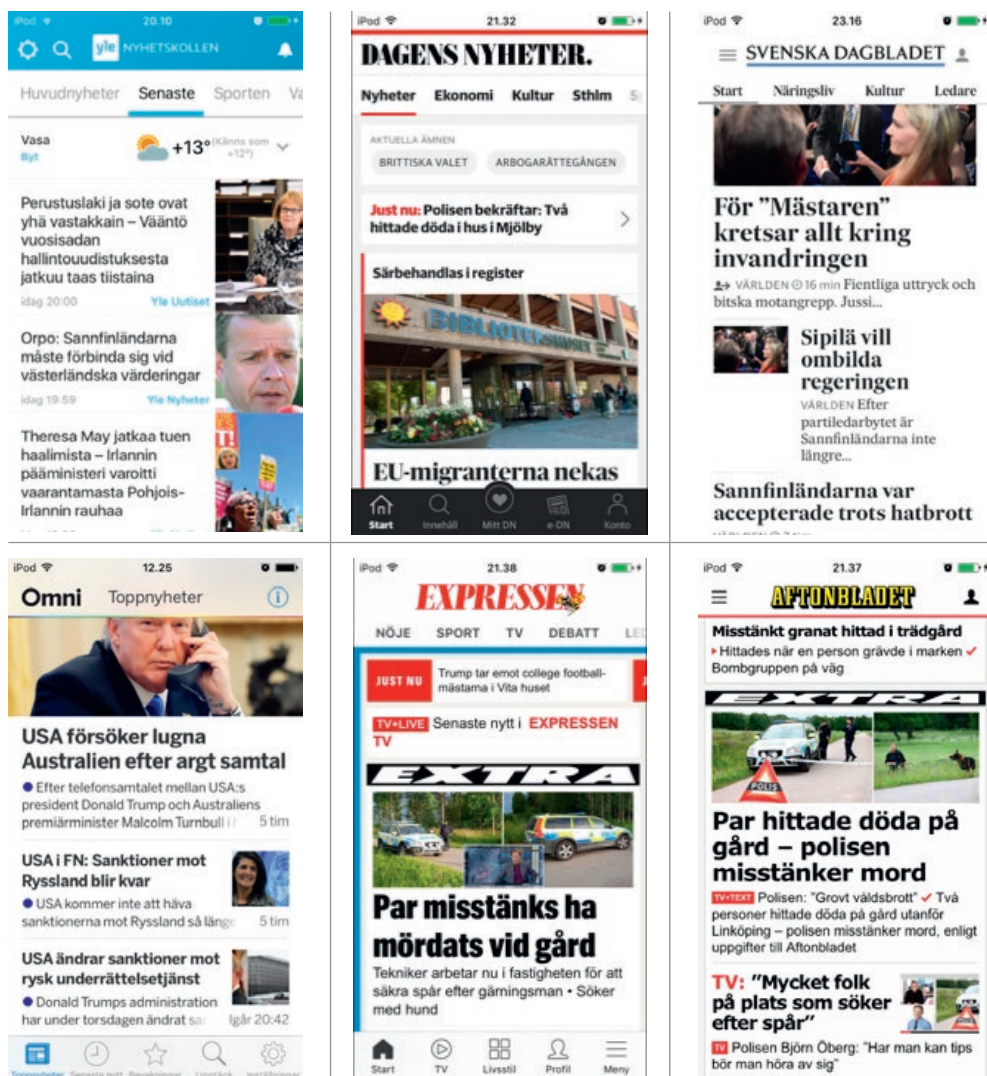 iPod 20.10
yle NYHETSKOLLEN
Huvudnyheter Senaste Sporten Va
Vasa
Byt
+13° (Känns som +12°)
Perustuslaki ja sote ovat
yhä vastakkain – Vääntö
vuosisadan
hallintouudistuksesta
jatkuu taas tiistaina
idag 20:00 Yle Uutiset
Orpo: Sannfinländarna
måste förbinda sig vid
västerländska värderingar
idag 19:59 Yle Nyheter
Theresa May jatkaa tuen
haalimista – Irlannin
pääministeri varoitti
vaarantamasta Pohjois-
Irlannin rauhaa
iPod 21.32
DAGENS NYHETER.
Nyheter Ekonomi Kultur Sthlm S
AKTUELLA ÄMNEN
BRITTISKA VALET ARBOGARÄTTEGÅNGEN
Just nu: Polisen bekräftar: Två
hittade döda i hus i Mjölby
Särbehandlas i register
BIBLIOTEKSHUSET
EU-migranterna nekas
Start Innehåll Mitt DN e-DN Konto
iPod 23.16
SVENSKA DAGBLADET
Start Näringsliv Kultur Ledare
För ”Mästaren”
kretsar allt kring
invandringen
VÄRLDEN 16 min Fientliga uttryck och
bitska motangrepp. Jussi...
Sipilä vill
ombilda
regeringen
VÄRLDEN Efter
partiledarbytet är
Sannfinländarna inte
längre...
Sannfinländarna var
accepterade trots hatbrott
iPod 12.25
Omni Toppnyheter
USA försöker lugna
Australien efter argt samtal
● Efter telefonsamtalet mellan USA:s
president Donald Trump och Australiens
premiärminister Malcolm Turnbull i 5 tim
USA i FN: Sanktioner mot
Ryssland blir kvar
● USA kommer inte att häva
sanktionerna mot Ryssland så länge 5 tim
USA ändrar sanktioner mot
rysk underrättelsetjänst
● Donald Trumps administration
har under torsdagen ändrat sa Igår 20:42
Toppnyheter Senaste nytt Bevakningar Upptäck Inställningar
iPod 21.38
EXPRESSEN
NÖJE SPORT TV DEBATT LED
JUST NU Trump tar emot college football-
mästarna i Vita huset
TV+LIVE Senaste nytt i EXPRESSEN
TV
EXTRA
Par misstänks ha
mördats vid gård
Tekniker arbetar nu i fastigheten för att
säkra spår efter gärningsman • Söker
med hund
Start TV Livsstil Profil Meny
iPod 21.37
AFTONBLADET
Misstänkt granat hittad i trädgård
Hittades när en person grävde i marken ✓
Bombgruppen på väg
EXTRA
POLIS
Par hittade döda på
gård – polisen
misstänker mord
TV+TEXT Polisen: ”Grovt våldsbrott” ✓ Två
personer hittade döda på gård utanför
Linköping – polisen misstänker mord, enligt
uppgifter till Aftonbladet
TV: ”Mycket folk
på plats som söker
efter spår”
TV Polisen Björn Öberg: ”Har man kan tips
bör man höra av sig”